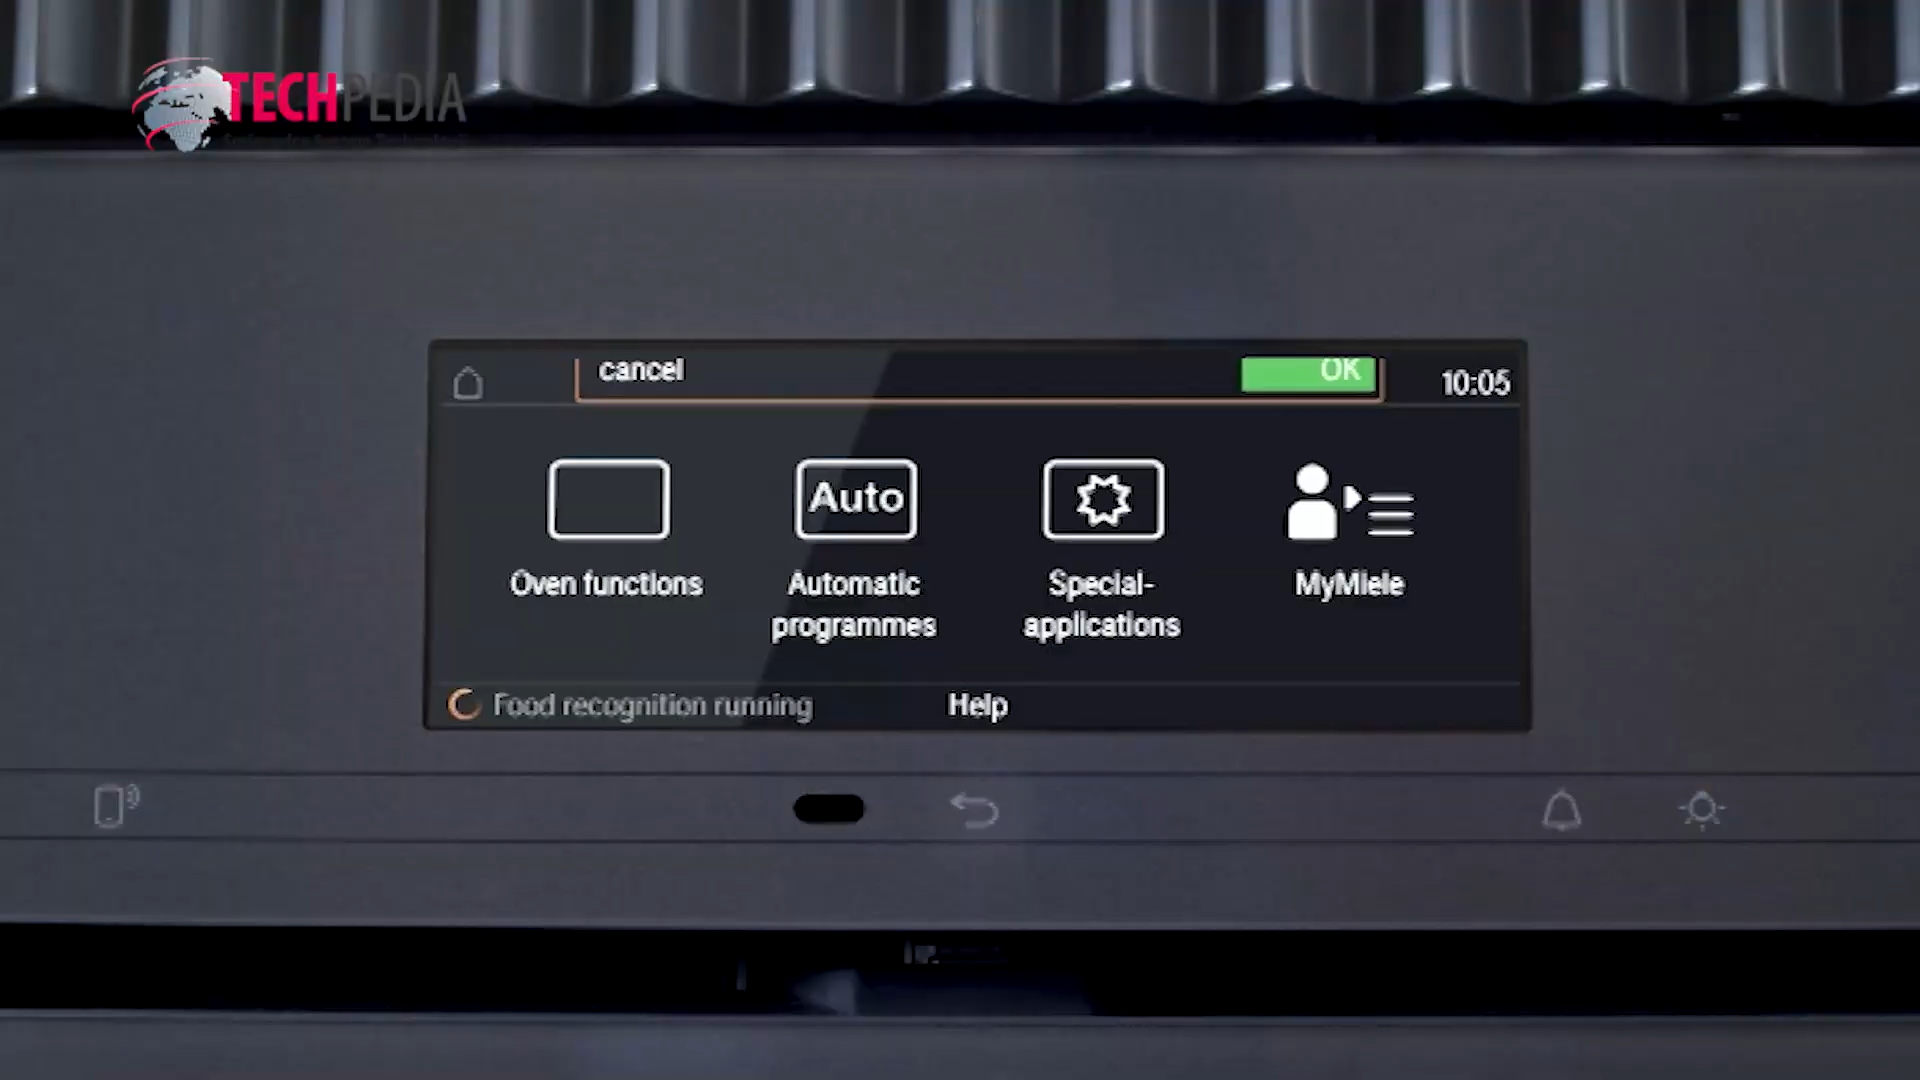 TECHPEDIA
cancel
OK
10:05
Auto
Oven functions
Automatic
programmes
Special-
applications
MyMiele
Food recognition running
Help